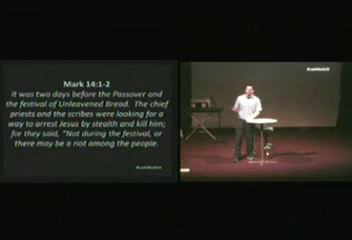 Mark 14:1-2
It was two days before the Passover and
the festival of Unleavened Bread. The chief
priests and the scribes were looking for a
way to arrest Jesus by stealth and kill him;
for they said, "Not during the festival, or
there may be a riot among the people.